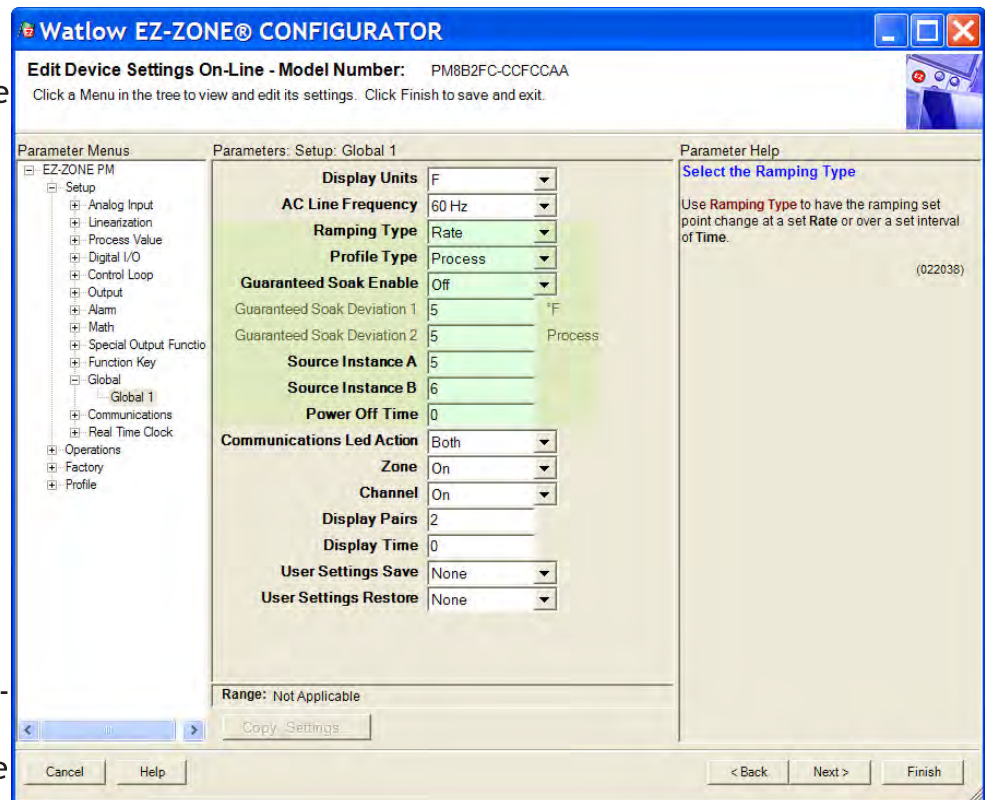 Watlow EZ-ZONE® CONFIGURATOR
Edit Device Settings On-Line - Model Number: PM8B2FC-CCFCCAA
e
Click a Menu in the tree to view and edit its settings. Click Finish to save and exit.
Parameter Menus
EZ-ZONE PM
Setup
Analog Input
Linearization
Process Value
Digital I/O
Control Loop
Output
Alarm
Math
Special Output Functio
Function Key
Global
Global 1
Communications
Real Time Clock
Operations
Factory
Profile
Parameters: Setup: Global 1
Display Units F
AC Line Frequency 60 Hz
Ramping Type Rate
Profile Type Process
Guaranteed Soak Enable Off
Guaranteed Soak Deviation 1 5 °F
Guaranteed Soak Deviation 2 5 Process
Source Instance A 5
Source Instance B 6
Power Off Time 0
Communications Led Action Both
Zone On
Channel On
Display Pairs 2
Display Time 0
User Settings Save None
User Settings Restore None
Range: Not Applicable
Copy Settings
Parameter Help
Select the Ramping Type
Use Ramping Type to have the ramping set
point change at a set Rate or over a set interval
of Time.
(022038)
-
e
Cancel Help < Back Next > Finish